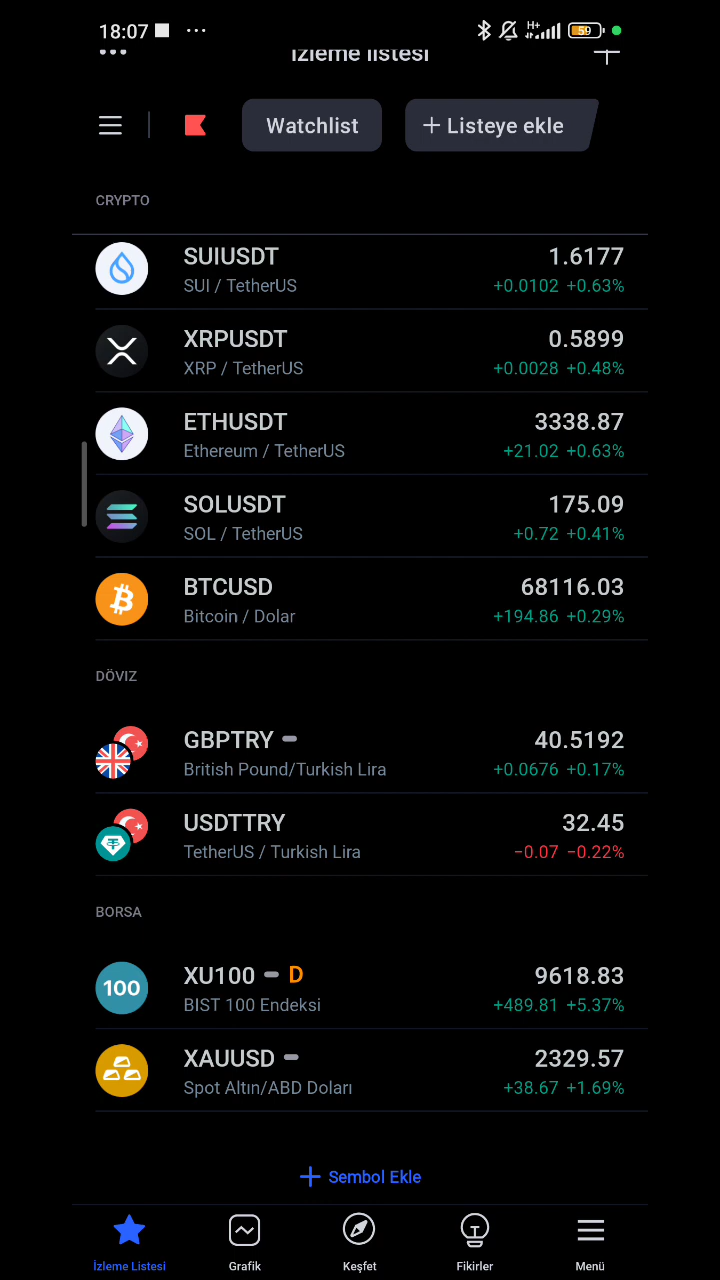 18:07 ... H+ 59
İzleme listesi
Watchlist
Listeye ekle
CRYPTO
SUIUSDT 1.6177
SUI / TetherUS +0.0102 +0.63%
XRPUSDT 0.5899
XRP / TetherUS +0.0028 +0.48%
ETHUSDT 3338.87
Ethereum / TetherUS +21.02 +0.63%
SOLUSDT 175.09
SOL / TetherUS +0.72 +0.41%
BTCUSD 68116.03
Bitcoin / Dolar +194.86 +0.29%
DÖVIZ
GBPTRY 40.5192
British Pound/Turkish Lira +0.0676 +0.17%
USDTTRY 32.45
TetherUS / Turkish Lira −0.07 −0.22%
BORSA
100 XU100 D 9618.83
BIST 100 Endeksi +489.81 +5.37%
XAUUSD 2329.57
Spot Altın/ABD Doları +38.67 +1.69%
Sembol Ekle
İzleme Listesi Grafik Keşfet Fikirler Menü